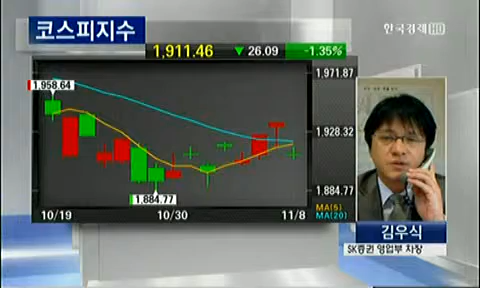 코스피지수
한국경제HD
1,911.46 ▼ 26.09 -1.35%
1,971.87
1,958.64
1,928.32
1,884.77
1,884.77
MA(5)
MA(20)
10/19 10/30 11/8
김우식
SK증권 영업부 차장